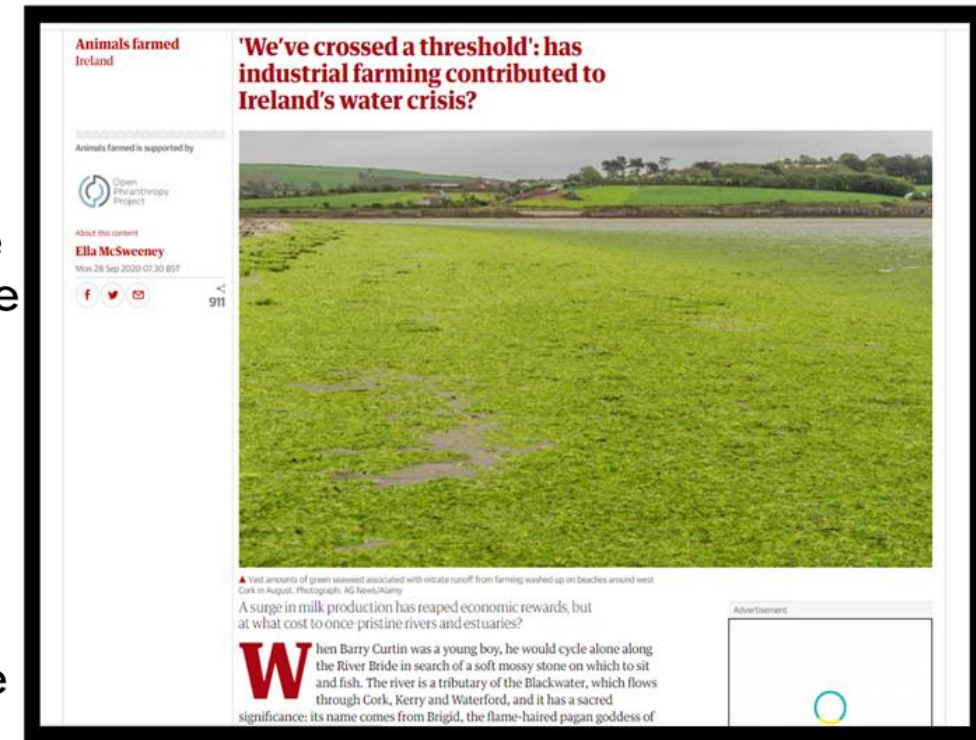 Animals farmed
Ireland
'We've crossed a threshold': has
industrial farming contributed to
Ireland's water crisis?
Animals farmed is supported by
Open
Philanthropy
Project
About this content
Ella McSweeney
Mon 28 Sep 2020 07.30 BST
911
Vast amounts of green seaweed associated with nitrate runoff from farming washed up on beaches around west
Cork in August. Photograph: AG News/Alamy
A surge in milk production has reaped economic rewards, but
at what cost to once-pristine rivers and estuaries?
Advertisement
When Barry Curtin was a young boy, he would cycle alone along
the River Bride in search of a soft mossy stone on which to sit
and fish. The river is a tributary of the Blackwater, which flows
through Cork, Kerry and Waterford, and it has a sacred
significance: its name comes from Brigid, the flame-haired pagan goddess of